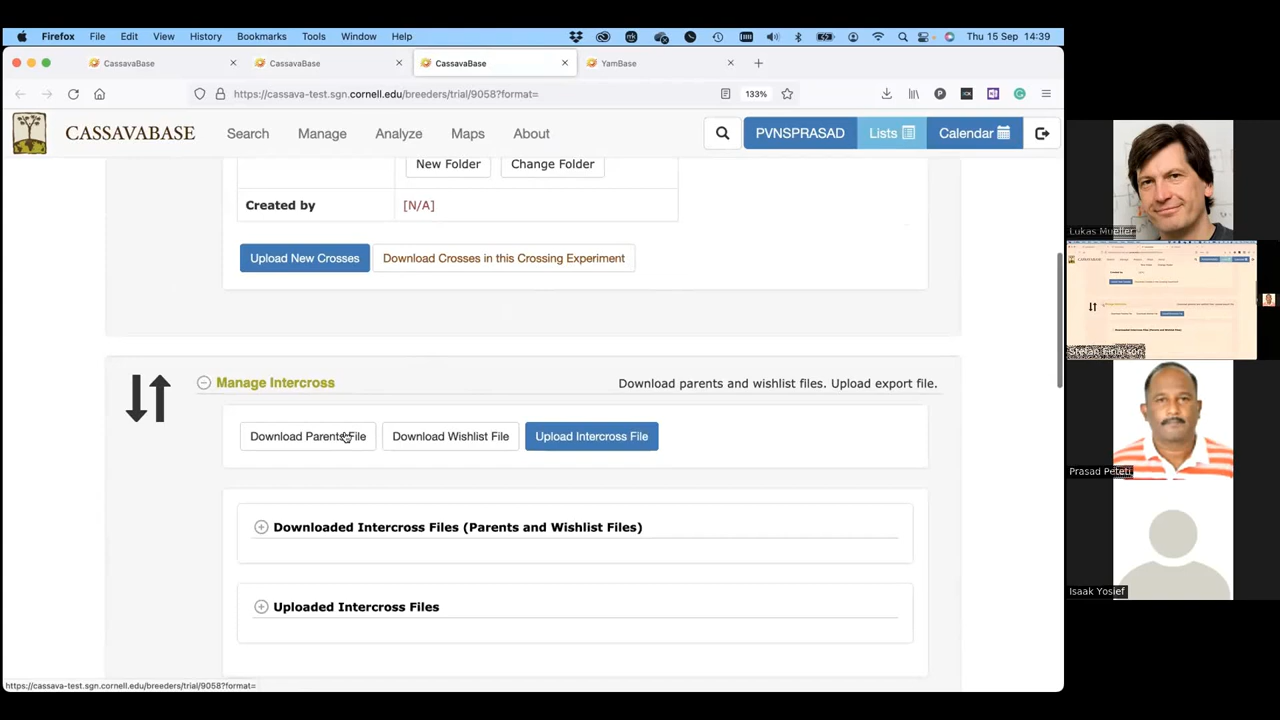 Firefox File Edit View History Bookmarks Tools Window Help Thu 15 Sep 14:39
CassavaBase CassavaBase CassavaBase YamBase
https://cassava-test.sgn.cornell.edu/breeders/trial/9058?format= 133%
CASSAVABASE Search Manage Analyze Maps About PVNSPRASAD Lists Calendar
New Folder Change Folder
Created by [N/A]
Upload New Crosses Download Crosses in this Crossing Experiment
Manage Intercross Download parents and wishlist files. Upload export file.
Download Parents File Download Wishlist File Upload Intercross File
Downloaded Intercross Files (Parents and Wishlist Files)
Uploaded Intercross Files
https://cassava-test.sgn.cornell.edu/breeders/trial/9058?format=
Lukas Mueller
Stefan Einarson
Prasad Peteti
Isaak Yosief